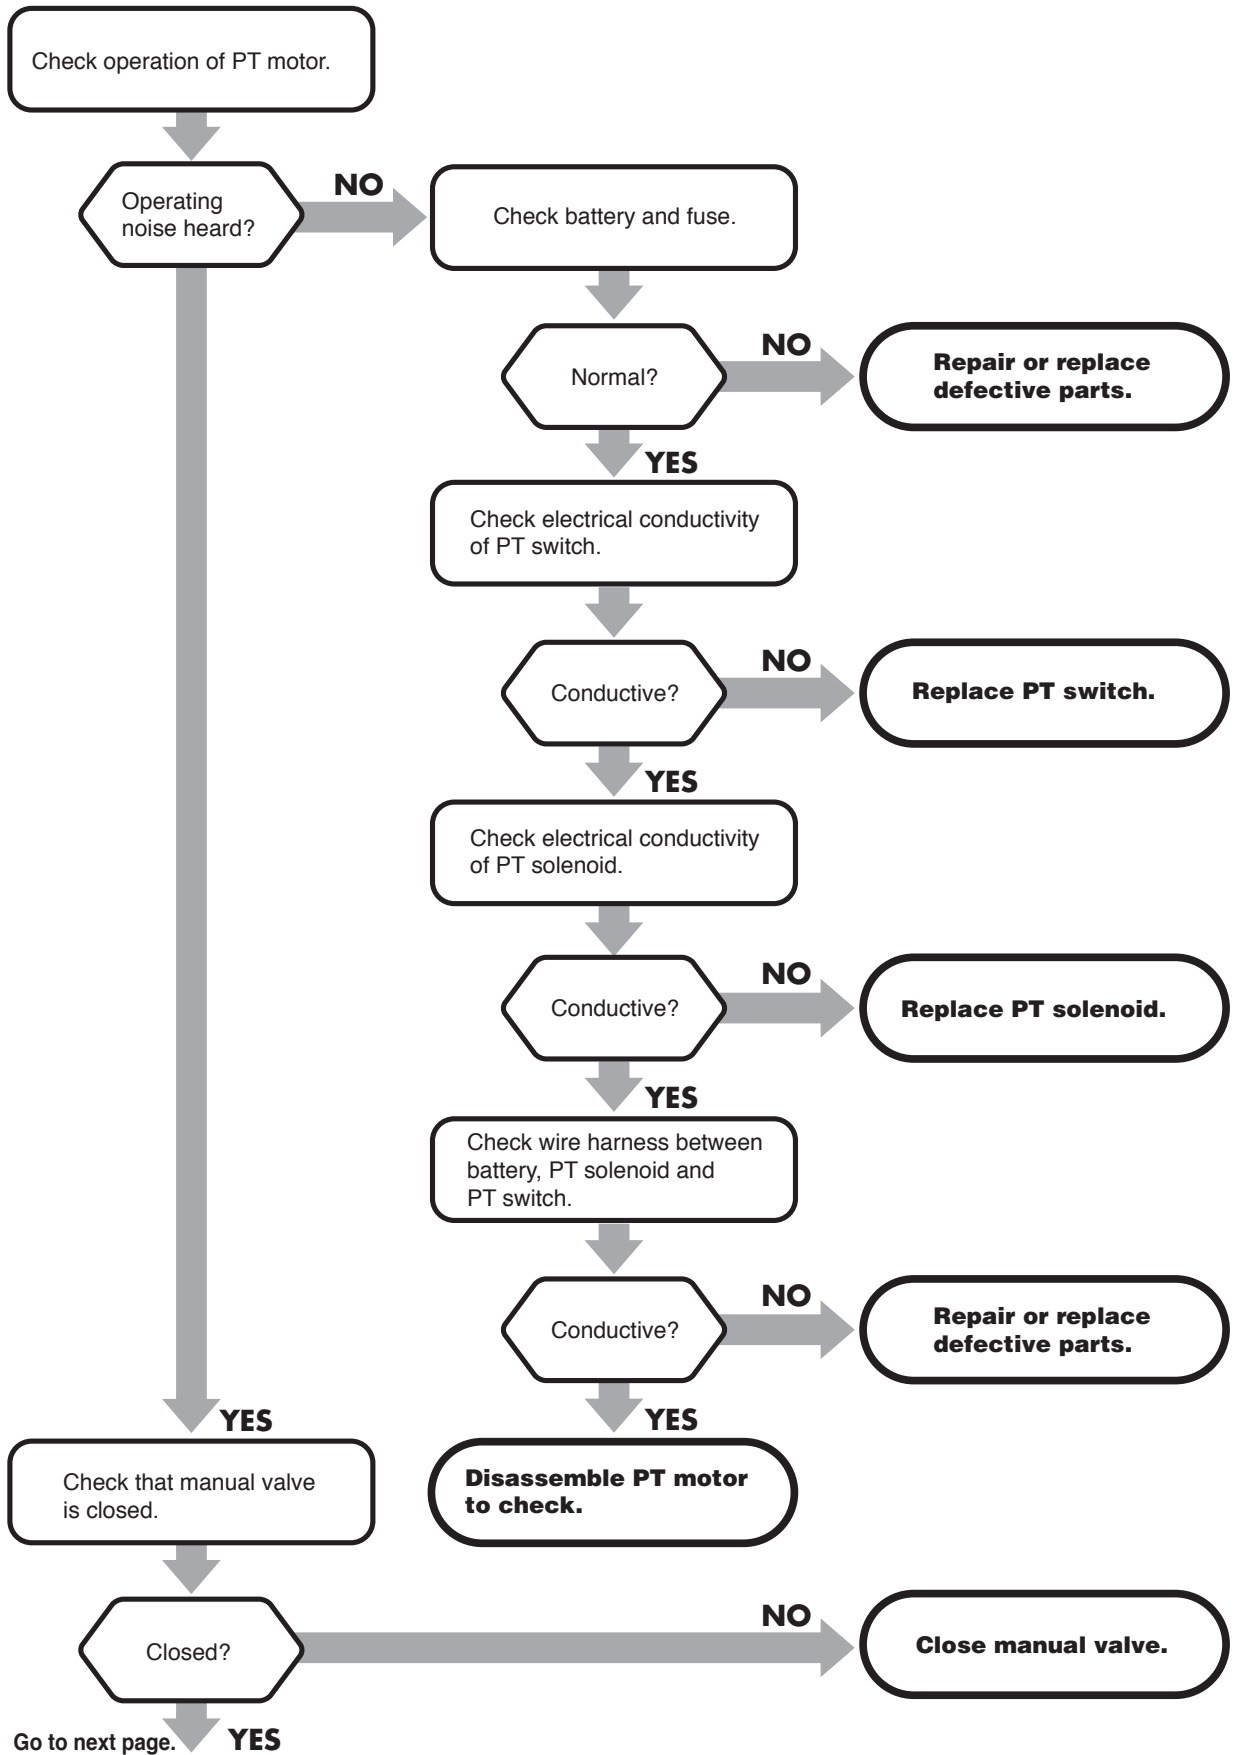 Check operation of PT motor.
Operating
noise heard?
NO
Check battery and fuse.
Normal?
NO
Repair or replace
defective parts.
YES
Check electrical conductivity
of PT switch.
Conductive?
NO
Replace PT switch.
YES
Check electrical conductivity
of PT solenoid.
Conductive?
NO
Replace PT solenoid.
YES
Check wire harness between
battery, PT solenoid and
PT switch.
Conductive?
NO
Repair or replace
defective parts.
YES
YES
Check that manual valve
is closed.
Disassemble PT motor
to check.
Closed?
NO
Close manual valve.
Go to next page.
YES